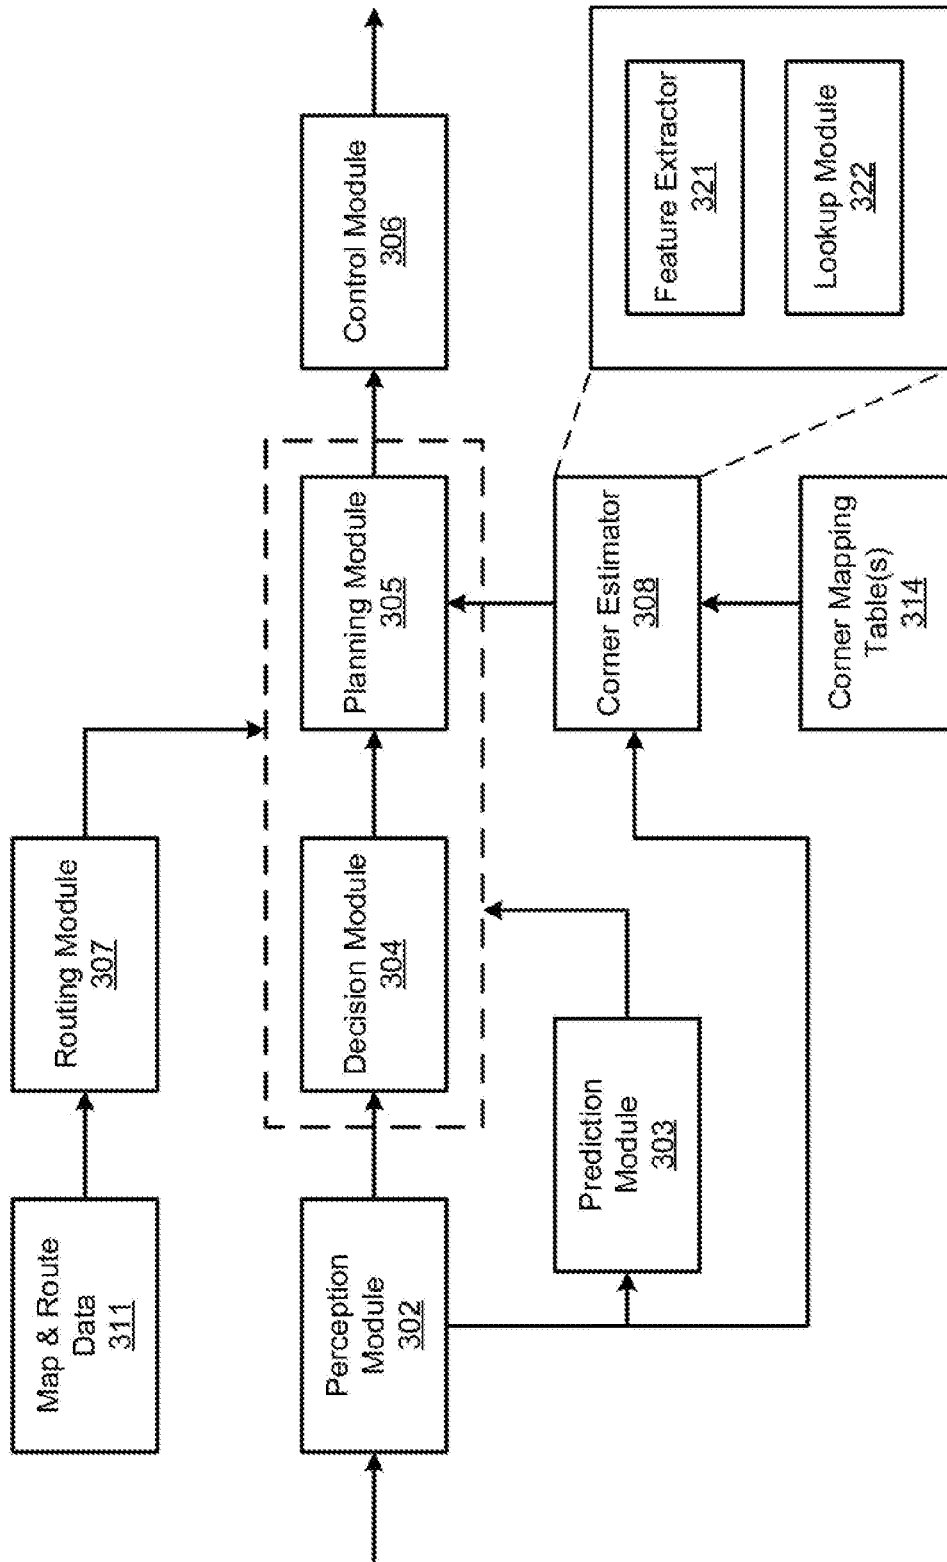 Map & Route
Data
311
Routing Module
307
Perception
Module
302
Decision Module
304
Planning Module
305
Control Module
306
Prediction
Module
303
Corner Estimator
308
Corner Mapping
Table(s)
314
Feature Extractor
321
Lookup Module
322